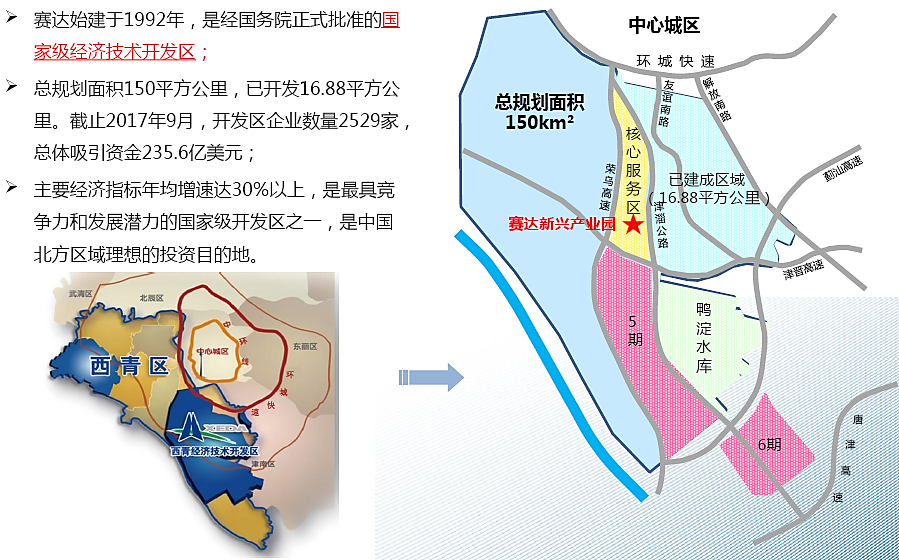 赛达始建于1992年，是经国务院正式批准的国
家级经济技术开发区；
总规划面积150平方公里，已开发16.88平方公
里。截止2017年9月，开发区企业数量2529家，
总体吸引资金235.6亿美元；
主要经济指标年均增速达30%以上，是最具竞
争力和发展潜力的国家级开发区之一，是中国
北方区域理想的投资目的地。
武清区
北辰区
中心城区
东丽区
中环线
环城快速
西青区
XEDA
西青经济技术开发区
津南区
中心城区
环城快速
总规划面积
150km²
友谊南路
解放南路
核心服务区
荣乌高速
已建成区域
（16.88平方公里）
蓟汕高速
津淄公路
赛达新兴产业园
津晋高速
5期
鸭淀水库
6期
唐津高速